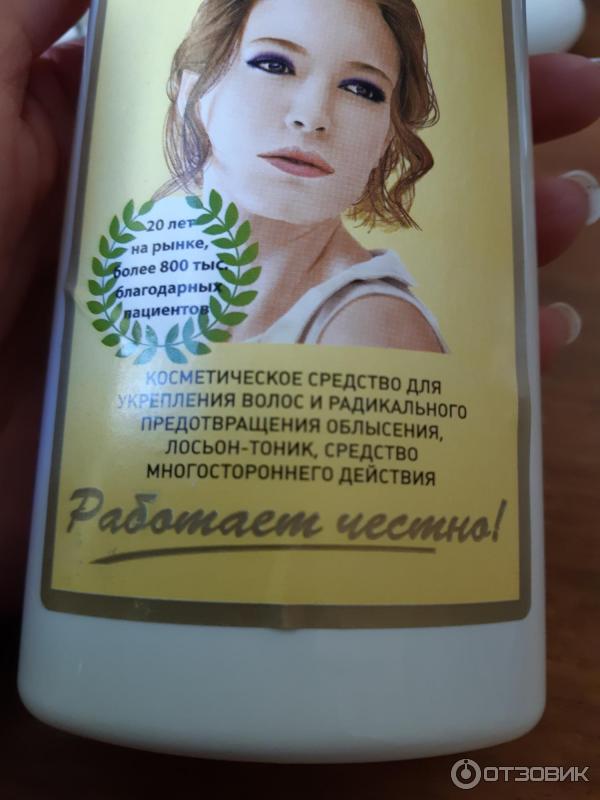 20 лет
на рынке,
более 800 тыс.
благодарных
пациентов
КОСМЕТИЧЕСКОЕ СРЕДСТВО ДЛЯ
УКРЕПЛЕНИЯ ВОЛОС И РАДИКАЛЬНОГО
ПРЕДОТВРАЩЕНИЯ ОБЛЫСЕНИЯ,
ЛОСЬОН-ТОНИК, СРЕДСТВО
МНОГОСТОРОННЕГО ДЕЙСТВИЯ
Работает честно!
ОТЗОВИК